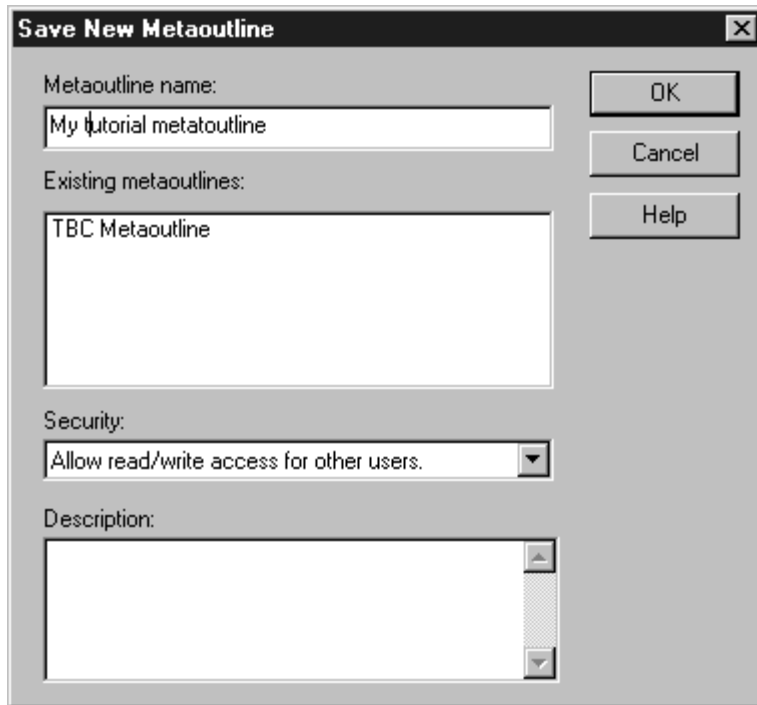 Save New Metaoutline
Metaoutline name:
My tutorial metatoutline
Existing metaoutlines:
TBC Metaoutline
Security:
Allow read/write access for other users.
Description:
OK
Cancel
Help